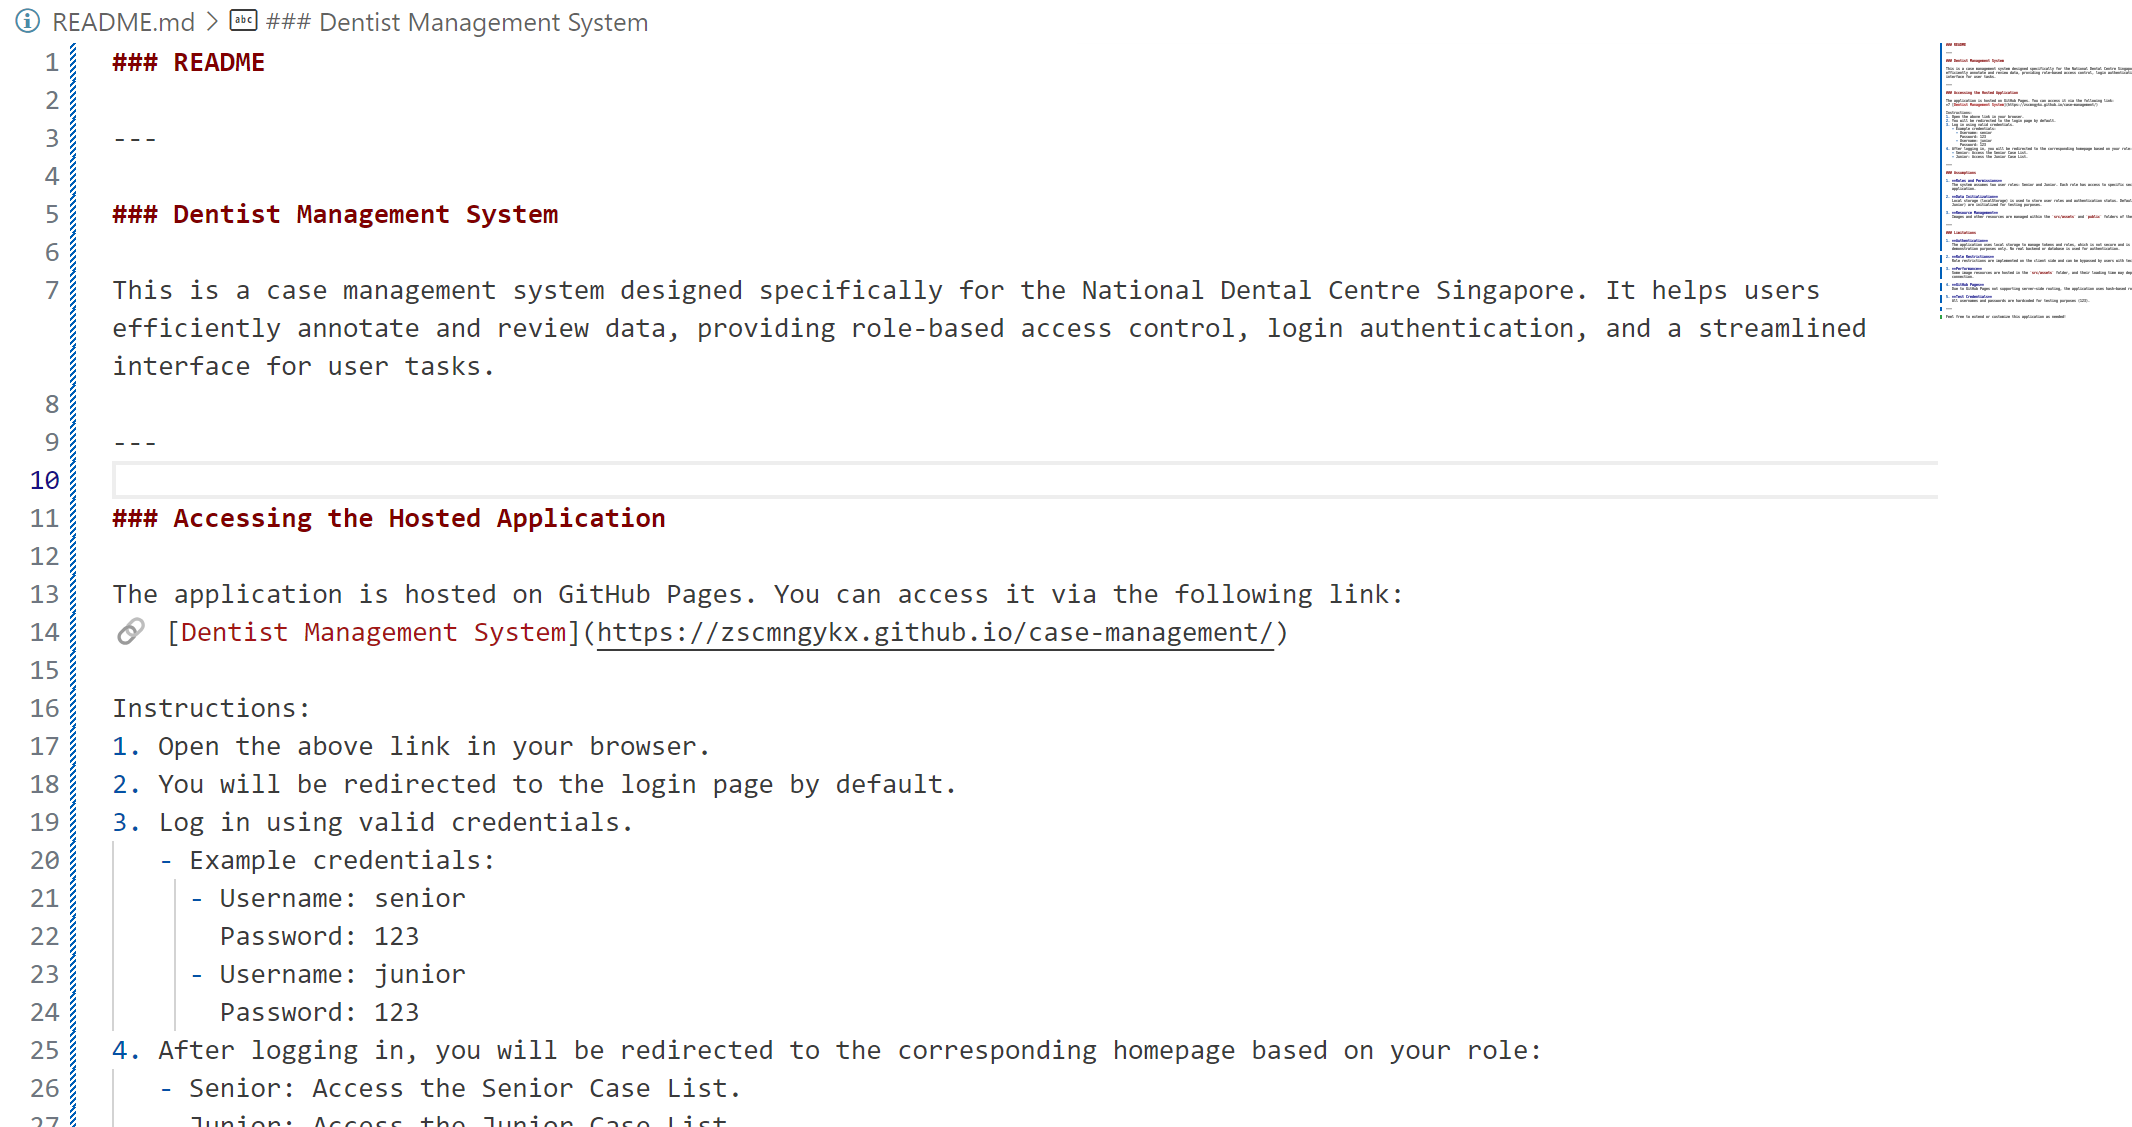 README.md > ### Dentist Management System
1 ### README
2
3 ---
4
5 ### Dentist Management System
6
7 This is a case management system designed specifically for the National Dental Centre Singapore. It helps users
efficiently annotate and review data, providing role-based access control, login authentication, and a streamlined
interface for user tasks.
8
9 ---
10
11 ### Accessing the Hosted Application
12
13 The application is hosted on GitHub Pages. You can access it via the following link:
14 🔗 [Dentist Management System](https://zscmngykx.github.io/case-management/)
15
16 Instructions:
17 1. Open the above link in your browser.
18 2. You will be redirected to the login page by default.
19 3. Log in using valid credentials.
20 - Example credentials:
21 - Username: senior
22 Password: 123
23 - Username: junior
24 Password: 123
25 4. After logging in, you will be redirected to the corresponding homepage based on your role:
26 - Senior: Access the Senior Case List.
27 Junior: Access the Junior Case List